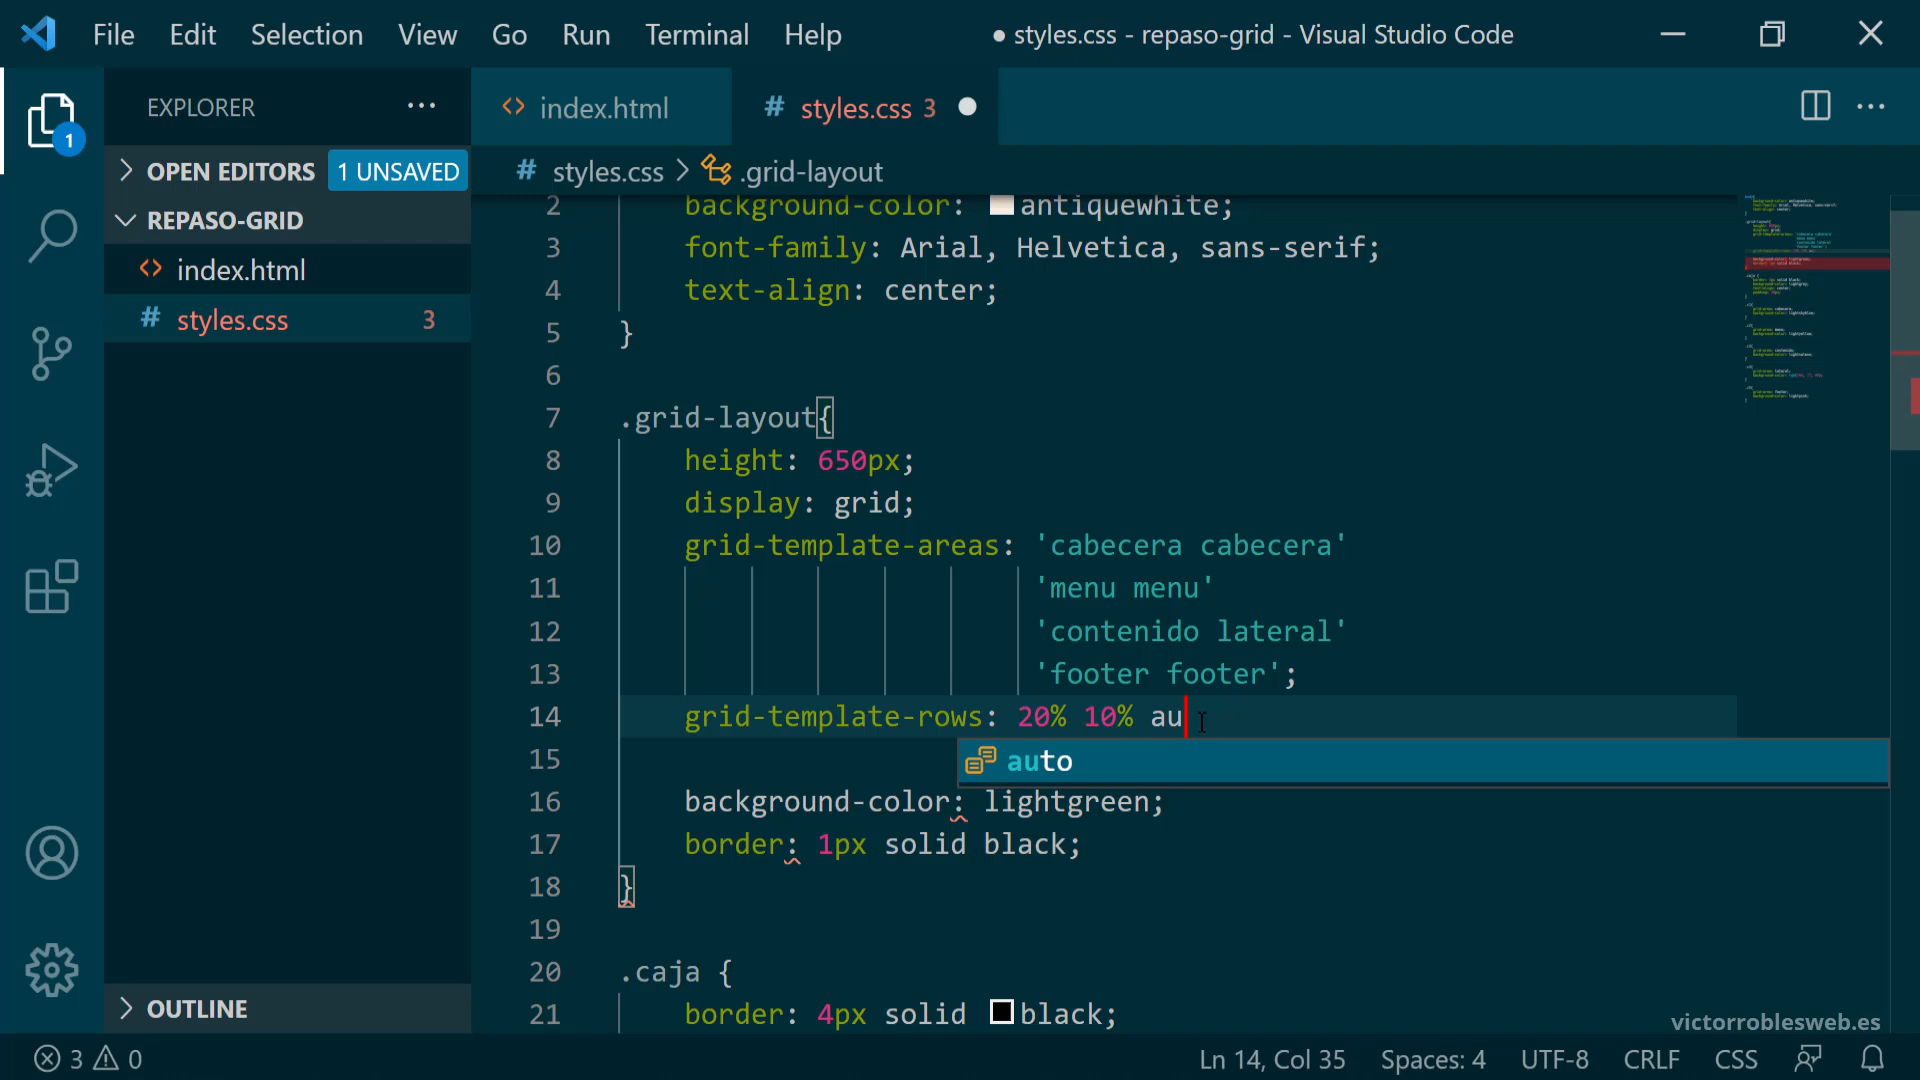 File Edit Selection View Go Run Terminal Help ● styles.css - repaso-grid - Visual Studio Code
EXPLORER ···
1
OPEN EDITORS 1 UNSAVED
REPASO-GRID
<> index.html
# styles.css 3
OUTLINE
<> index.html # styles.css 3 ●
# styles.css > .grid-layout
2 background-color: antiquewhite;
3 font-family: Arial, Helvetica, sans-serif;
4 text-align: center;
5 }
6
7 .grid-layout{
8 height: 650px;
9 display: grid;
10 grid-template-areas: 'cabecera cabecera'
11 'menu menu'
12 'contenido lateral'
13 'footer footer';
14 grid-template-rows: 20% 10% au
auto
15
16 background-color: lightgreen;
17 border: 1px solid black;
18 }
19
20 .caja {
21 border: 4px solid black;
victorroblesweb.es
3 0 Ln 14, Col 35 Spaces: 4 UTF-8 CRLF CSS